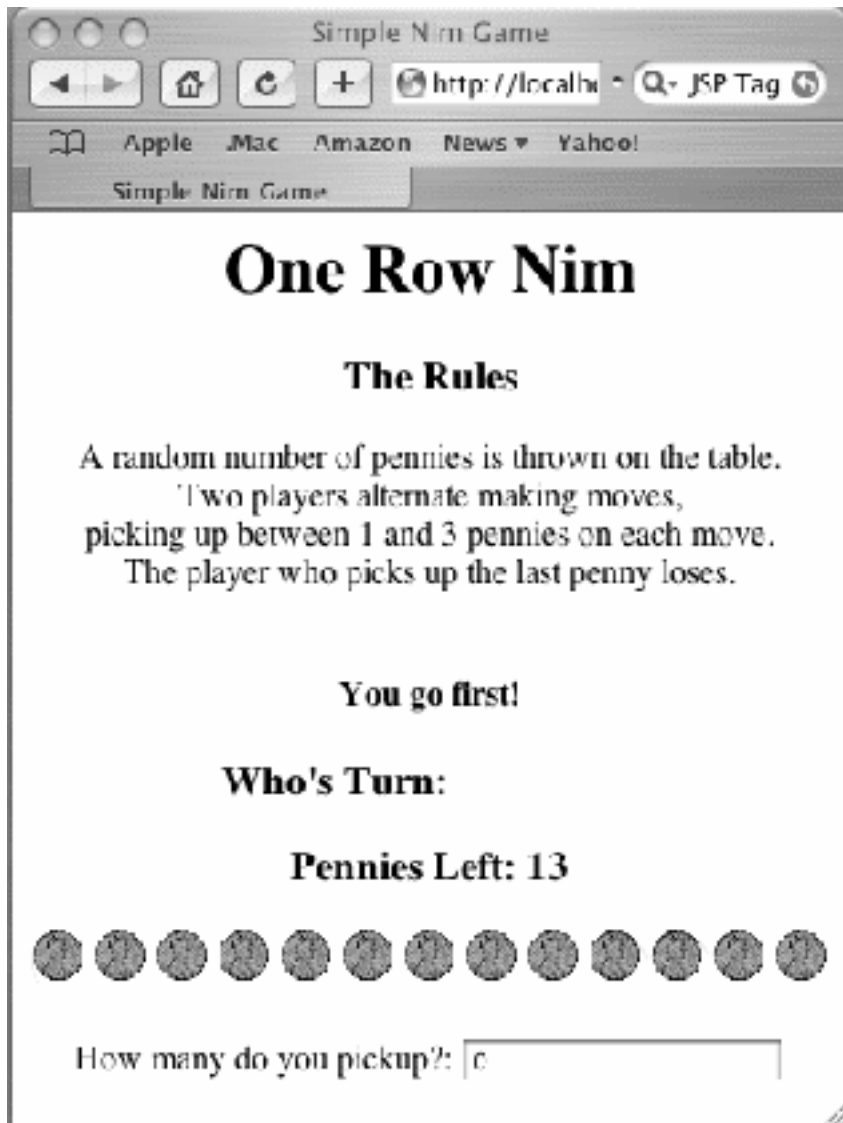 Simple Nim Game
http://localh JSP Tag
Apple .Mac Amazon News Yahoo!
Simple Nim Game
One Row Nim
The Rules
A random number of pennies is thrown on the table.
Two players alternate making moves,
picking up between 1 and 3 pennies on each move.
The player who picks up the last penny loses.
You go first!
Who's Turn:
Pennies Left: 13
How many do you pickup?: